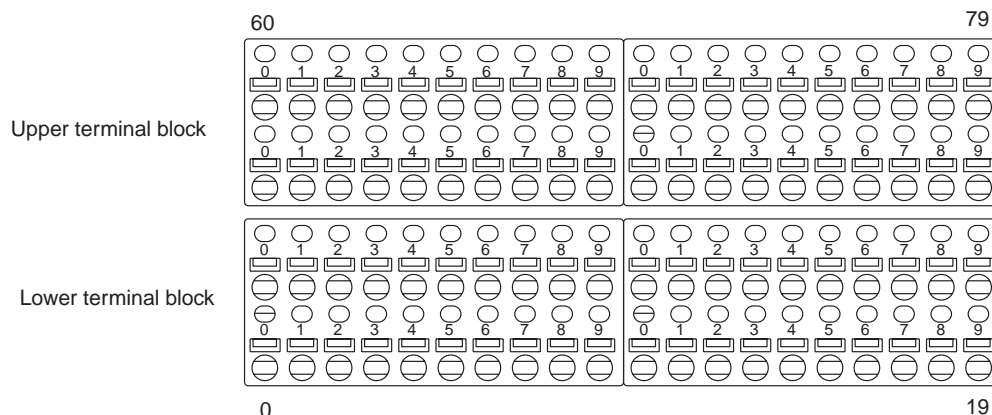 60 79
0 1 2 3 4 5 6 7 8 9 0 1 2 3 4 5 6 7 8 9
Upper terminal block
0 1 2 3 4 5 6 7 8 9 0 1 2 3 4 5 6 7 8 9
0 1 2 3 4 5 6 7 8 9 0 1 2 3 4 5 6 7 8 9
Lower terminal block
0 1 2 3 4 5 6 7 8 9 0 1 2 3 4 5 6 7 8 9
0 19